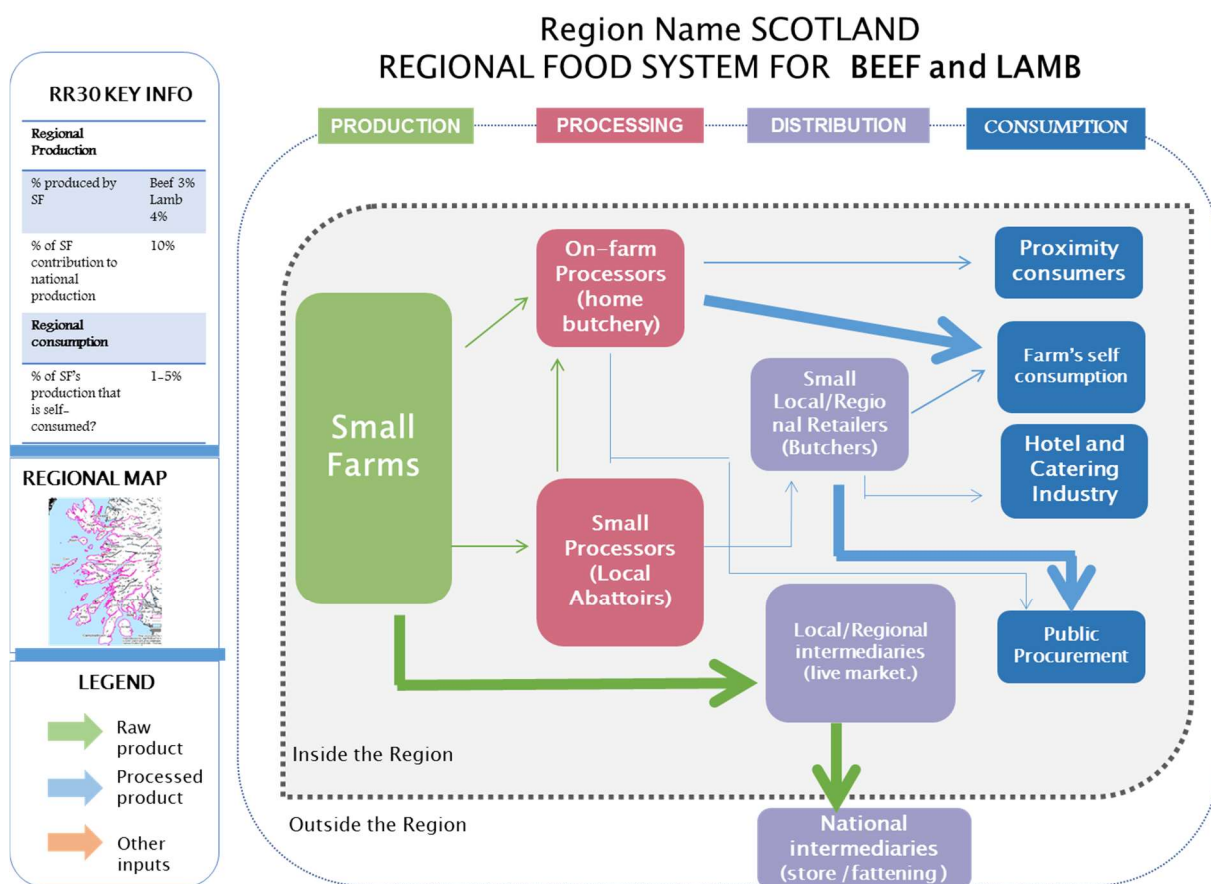 Region Name SCOTLAND
REGIONAL FOOD SYSTEM FOR BEEF and LAMB
RR30 KEY INFO
Regional
Production
% produced by
SF
Beef 3%
Lamb
4%
% of SF
contribution to
national
production
10%
Regional
consumption
% of SF's
production that
is self-
consumed?
1-5%
REGIONAL MAP
LEGEND
Raw
product
Processed
product
Other
inputs
PRODUCTION
PROCESSING
DISTRIBUTION
CONSUMPTION
Small
Farms
On-farm
Processors
(home
butchery)
Small
Processors
(Local
Abattoirs)
Small
Local/Regio
nal Retailers
(Butchers)
Local/Regional
intermediaries
(live market.)
Proximity
consumers
Farm's self
consumption
Hotel and
Catering
Industry
Public
Procurement
Inside the Region
Outside the Region
National
intermediaries
(store /fattening )